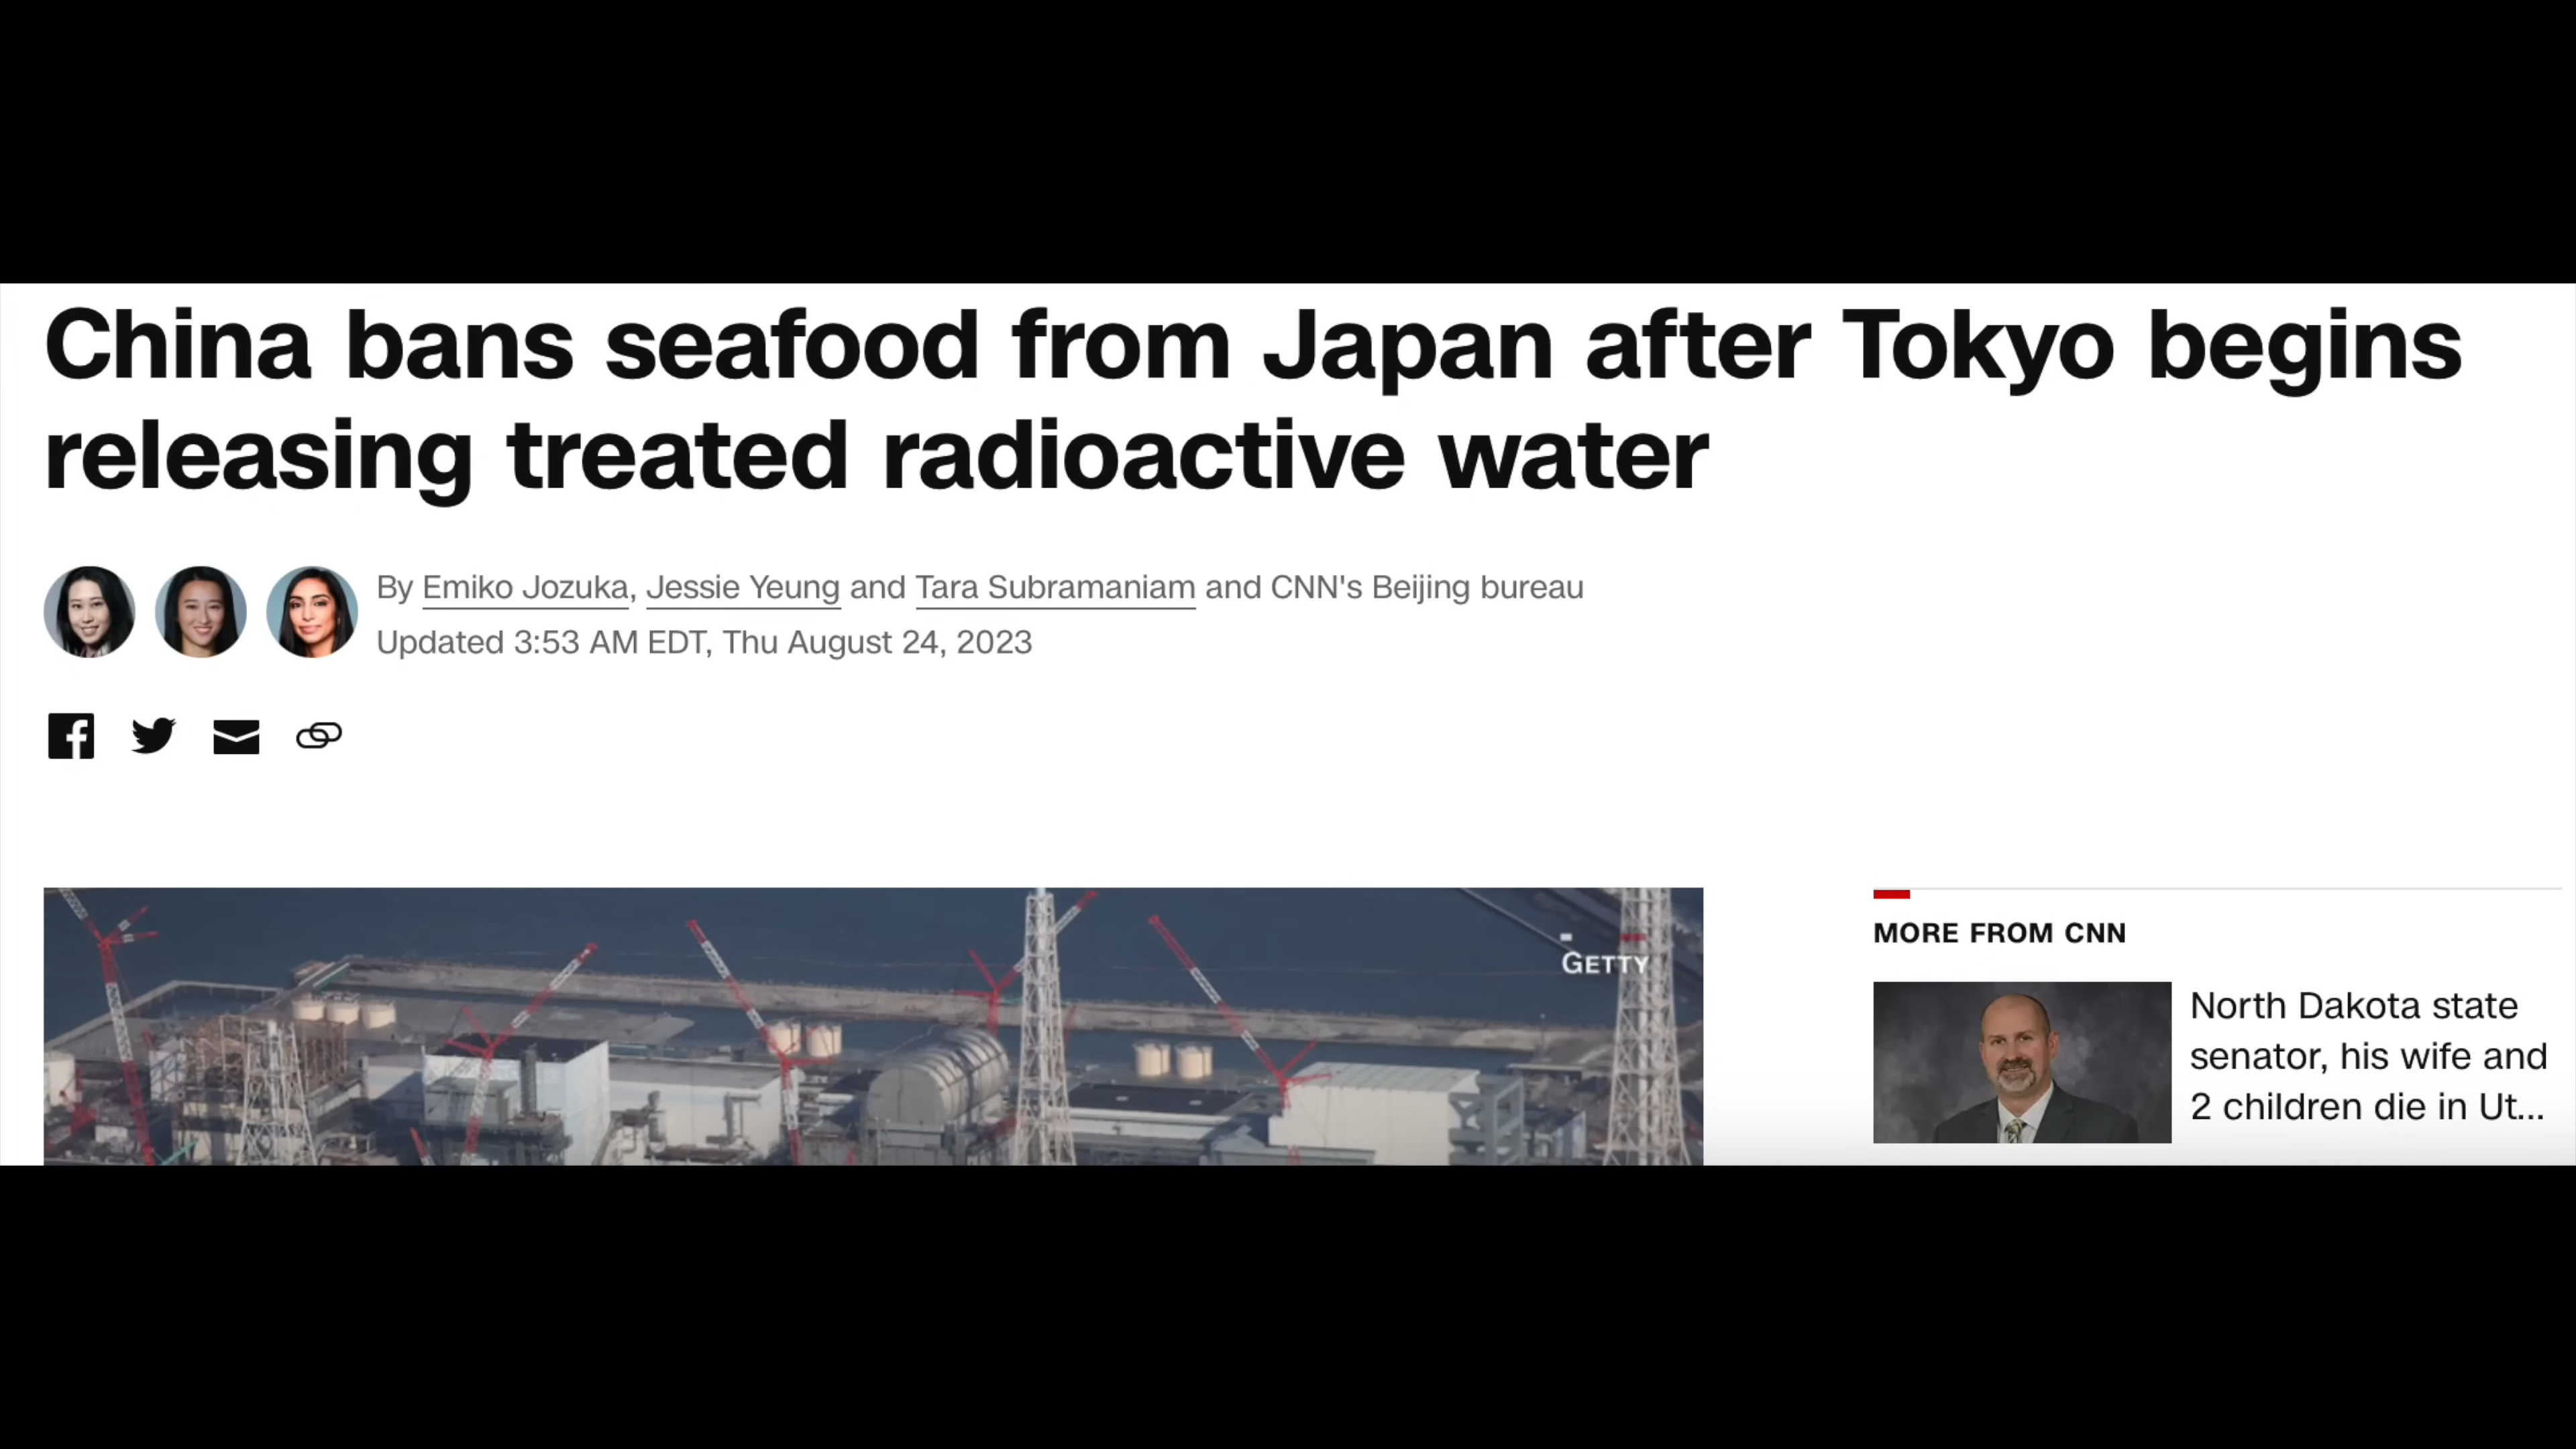 China bans seafood from Japan after Tokyo begins
releasing treated radioactive water
By Emiko Jozuka, Jessie Yeung and Tara Subramaniam and CNN's Beijing bureau
Updated 3:53 AM EDT, Thu August 24, 2023
GETTY
MORE FROM CNN
North Dakota state
senator, his wife and
2 children die in Ut...